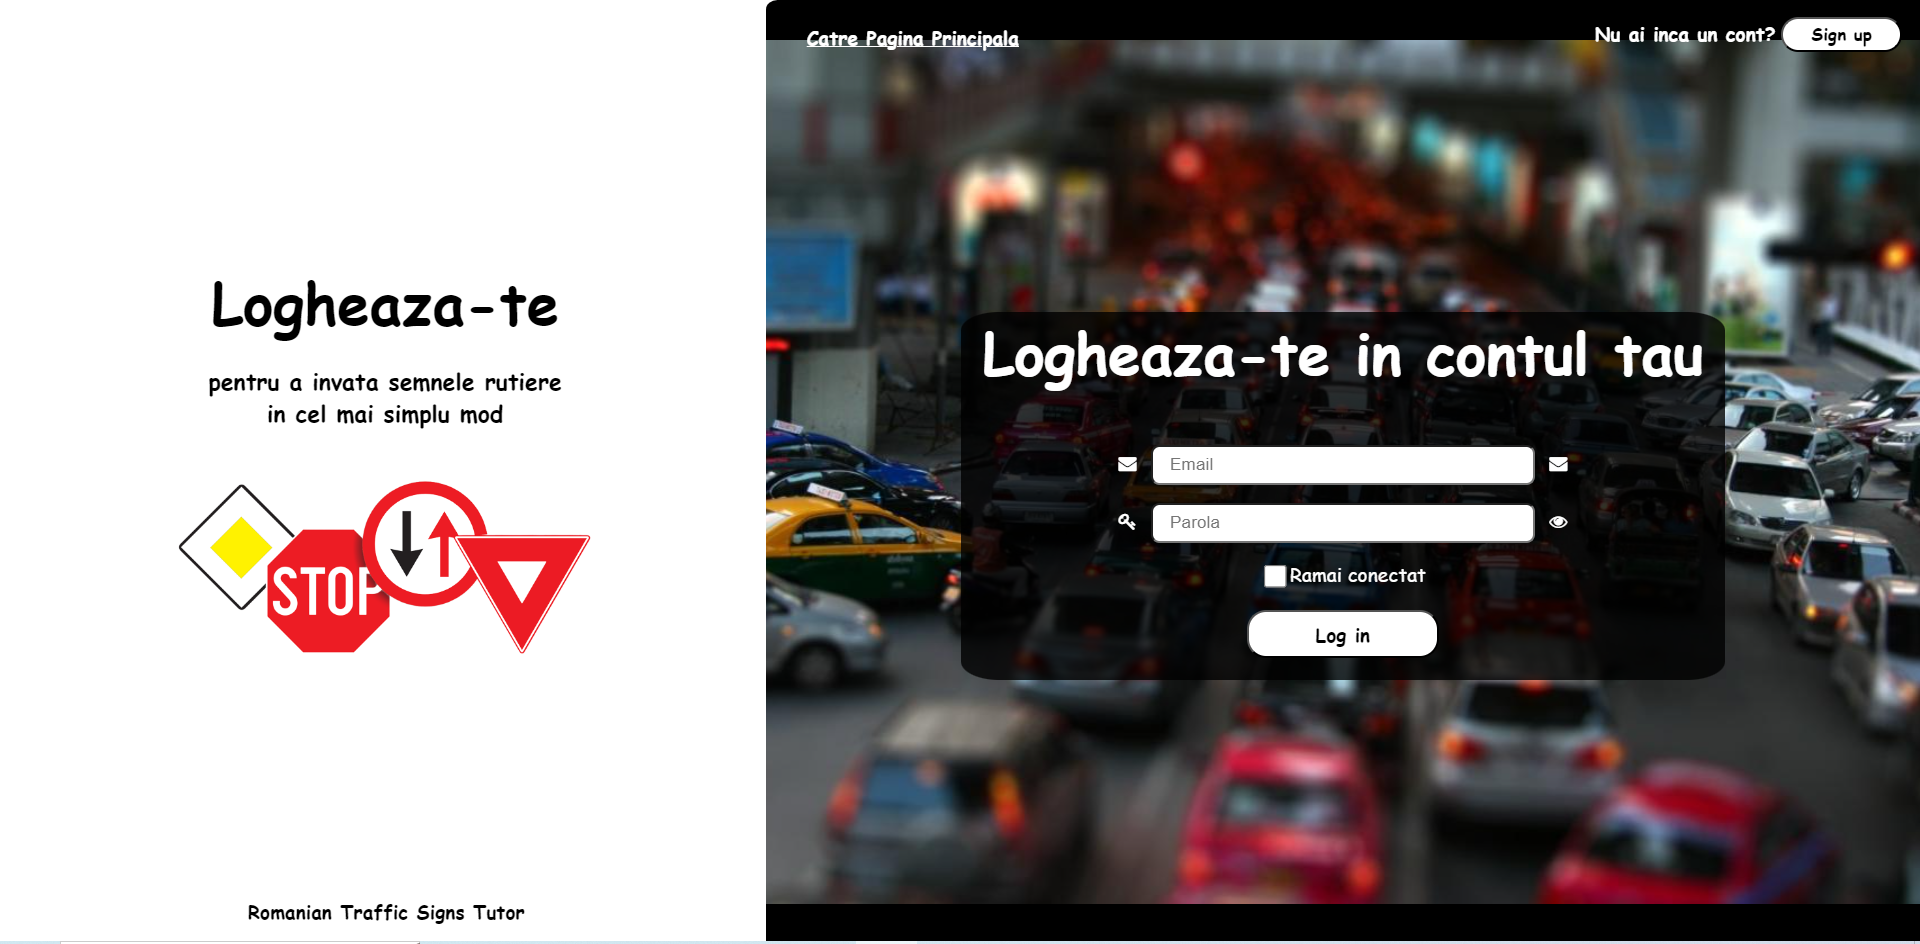 Catre Pagina Principala
Nu ai inca un cont?
Sign up
Logheaza-te
pentru a invata semnele rutiere
in cel mai simplu mod
STOP
Romanian Traffic Signs Tutor
Logheaza-te in contul tau
Email
Parola
Ramai conectat
Log in